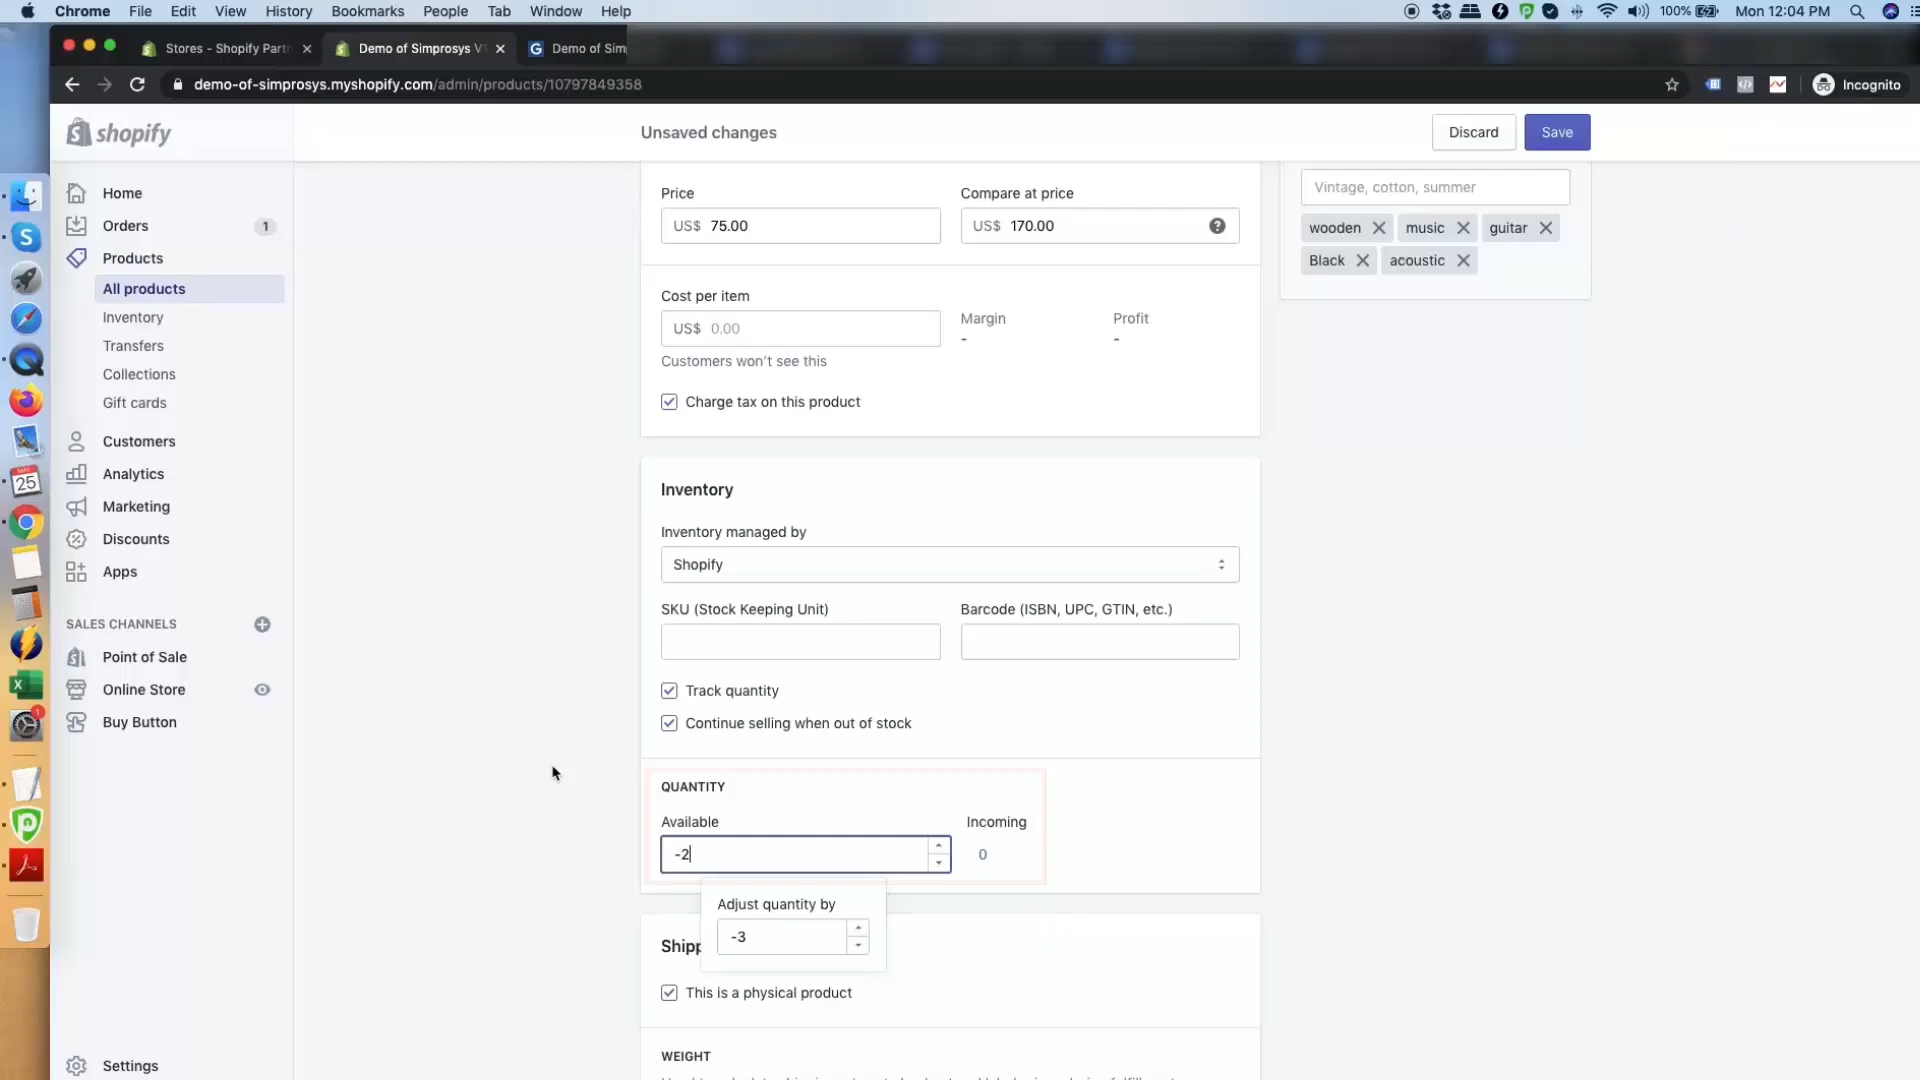 Chrome File Edit View History Bookmarks People Tab Window Help 100% Mon 12:04 PM
Stores - Shopify Partn Demo of Simprosys V Demo of Sim
demo-of-simprosys.myshopify.com/admin/products/10797849358 Incognito
shopify
Unsaved changes
Discard
Save
Home
Orders 1
Products
All products
Inventory
Transfers
Collections
Gift cards
Customers
Analytics
Marketing
Discounts
Apps
SALES CHANNELS
Point of Sale
Online Store
Buy Button
Settings
Price Compare at price
US$ 75.00 US$ 170.00
Cost per item
US$ 0.00
Margin Profit
- -
Customers won't see this
Charge tax on this product
Inventory
Inventory managed by
Shopify
SKU (Stock Keeping Unit) Barcode (ISBN, UPC, GTIN, etc.)
Track quantity
Continue selling when out of stock
QUANTITY
Available Incoming
-2 0
Adjust quantity by
-3
Shipp
This is a physical product
WEIGHT
Vintage, cotton, summer
wooden music guitar
Black acoustic
25
1